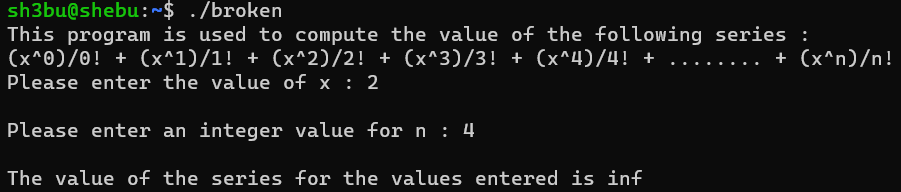 sh3bu@shebu:~$ ./broken
This program is used to compute the value of the following series :
(x^0)/0! + (x^1)/1! + (x^2)/2! + (x^3)/3! + (x^4)/4! + ........ + (x^n)/n!
Please enter the value of x : 2
Please enter an integer value for n : 4
The value of the series for the values entered is inf